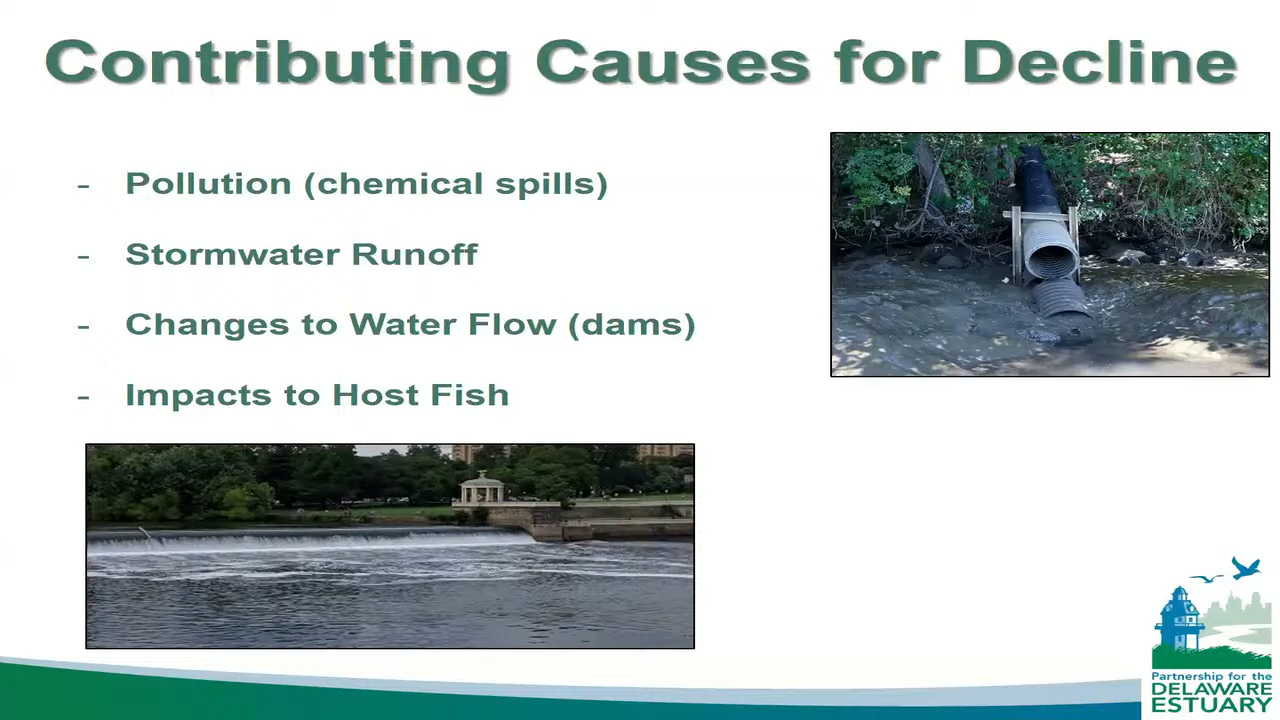 Contributing Causes for Decline
- Pollution (chemical spills)
- Stormwater Runoff
- Changes to Water Flow (dams)
- Impacts to Host Fish
Partnership for the
DELAWARE
ESTUARY